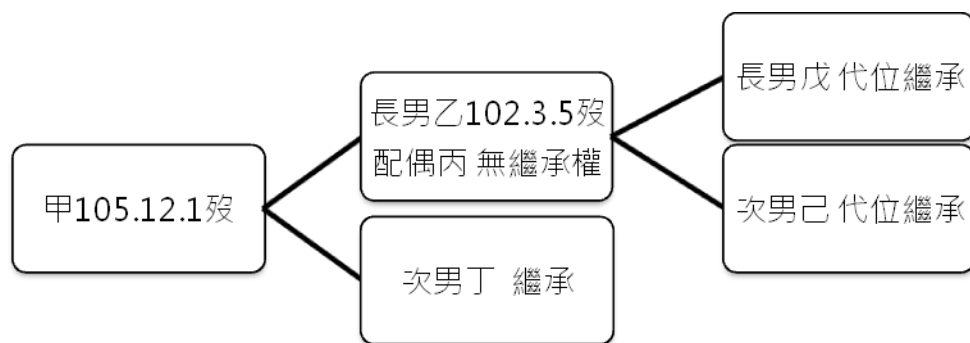 甲105.12.1歿
長男乙102.3.5歿
配偶丙 無繼承權
次男丁 繼承
長男戊 代位繼承
次男己 代位繼承